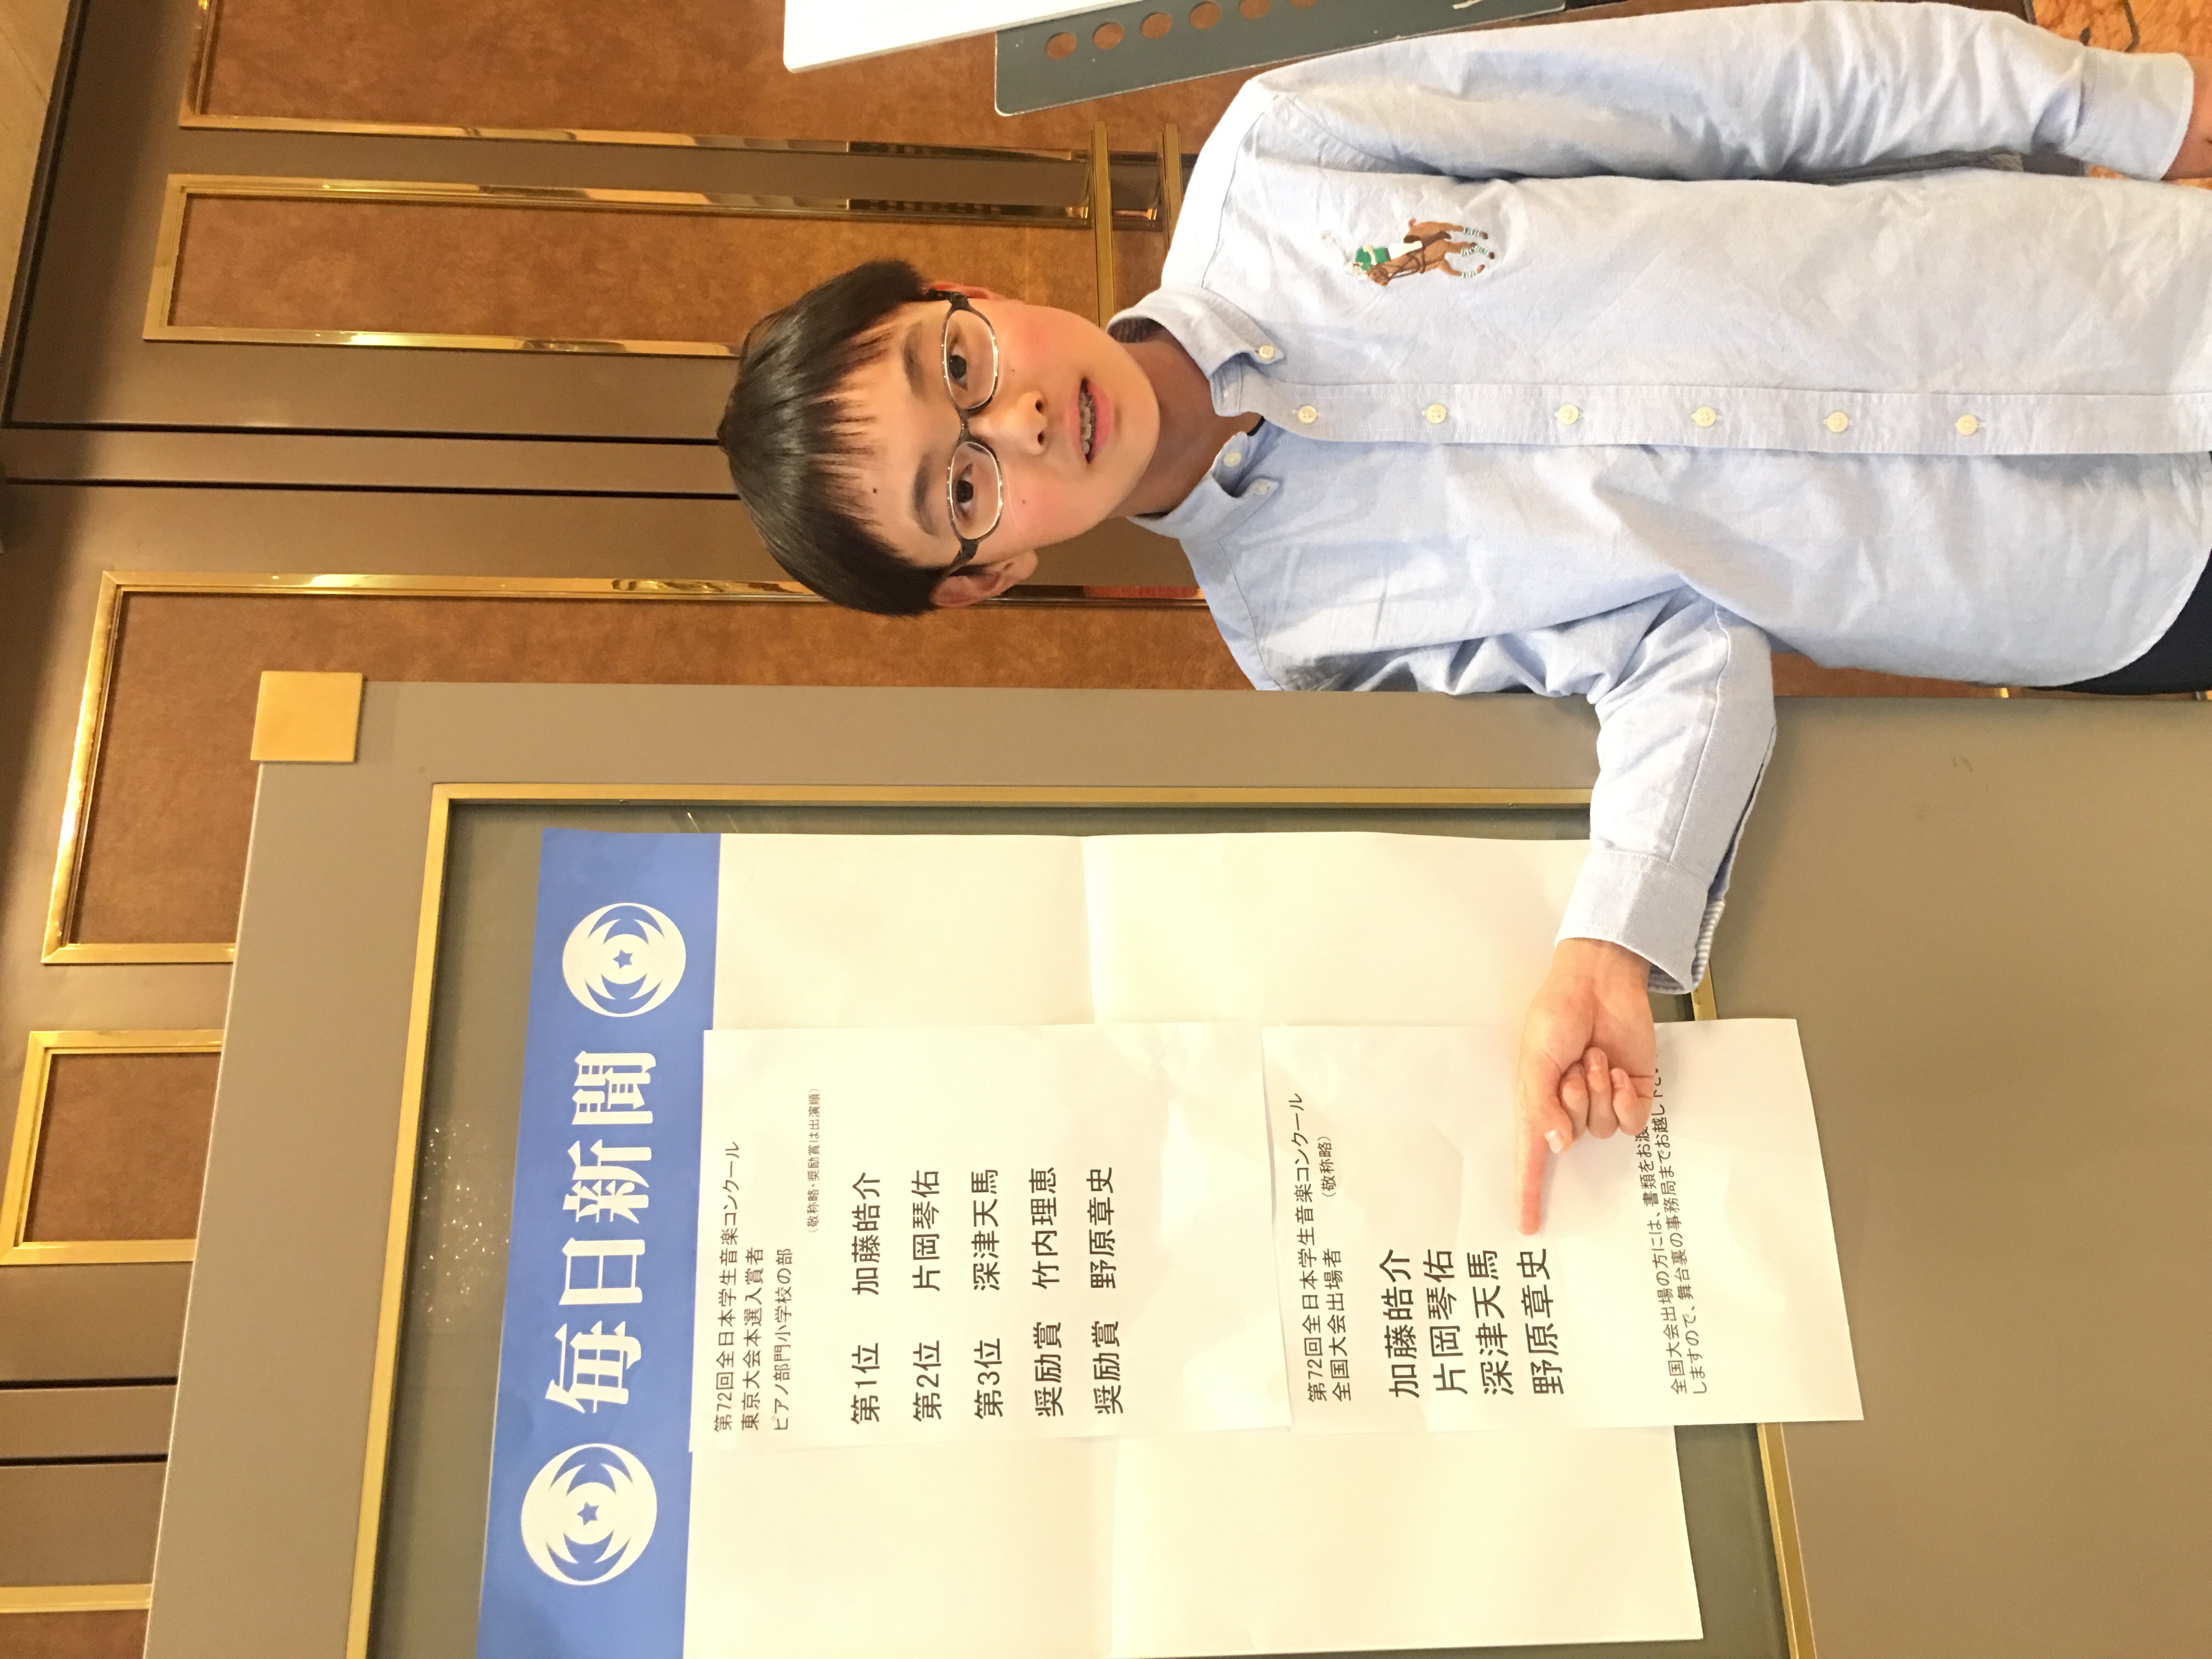 毎日新聞
第72回全日本学生音楽コンクール
東京大会本選入賞者
ピアノ部門小学校の部
(敬称略・奨励賞は出演順)
第1位 加藤皓介
第2位 片岡琴佑
第3位 深津天馬
奨励賞 竹内理恵
奨励賞 野原章史
第72回全日本学生音楽コンクール
全国大会出場者
(敬称略)
加藤皓介
片岡琴佑
深津天馬
野原章史
全国大会出場の方には、書類をお渡
しますので、舞台裏の事務局までお越し下さい